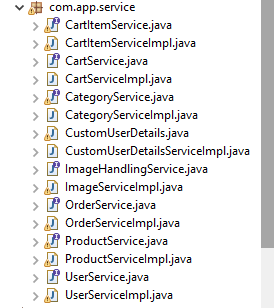 com.app.service
CartItemService.java
CartItemServiceImpl.java
CartService.java
CartServiceImpl.java
CategoryService.java
CategoryServiceImpl.java
CustomUserDetails.java
CustomUserDetailsServiceImpl
ImageHandlingService.java
ImageServiceImpl.java
OrderService.java
OrderServiceImpl.java
ProductService.java
ProductServiceImpl.java
UserService.java
UserServiceImpl.java